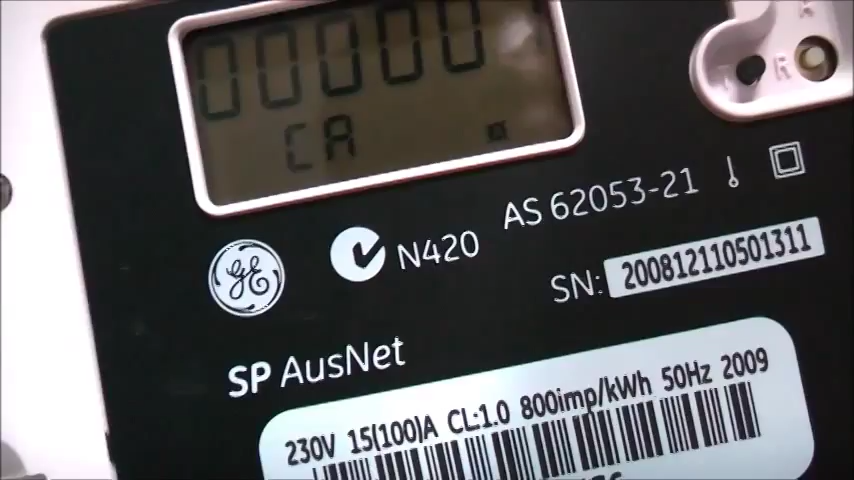 00000
CA
R
GE
N420
AS 62053-21
SN: 200812110501311
SP AusNet
230V 15(100)A CL:1.0 800imp/kWh 50Hz 2009